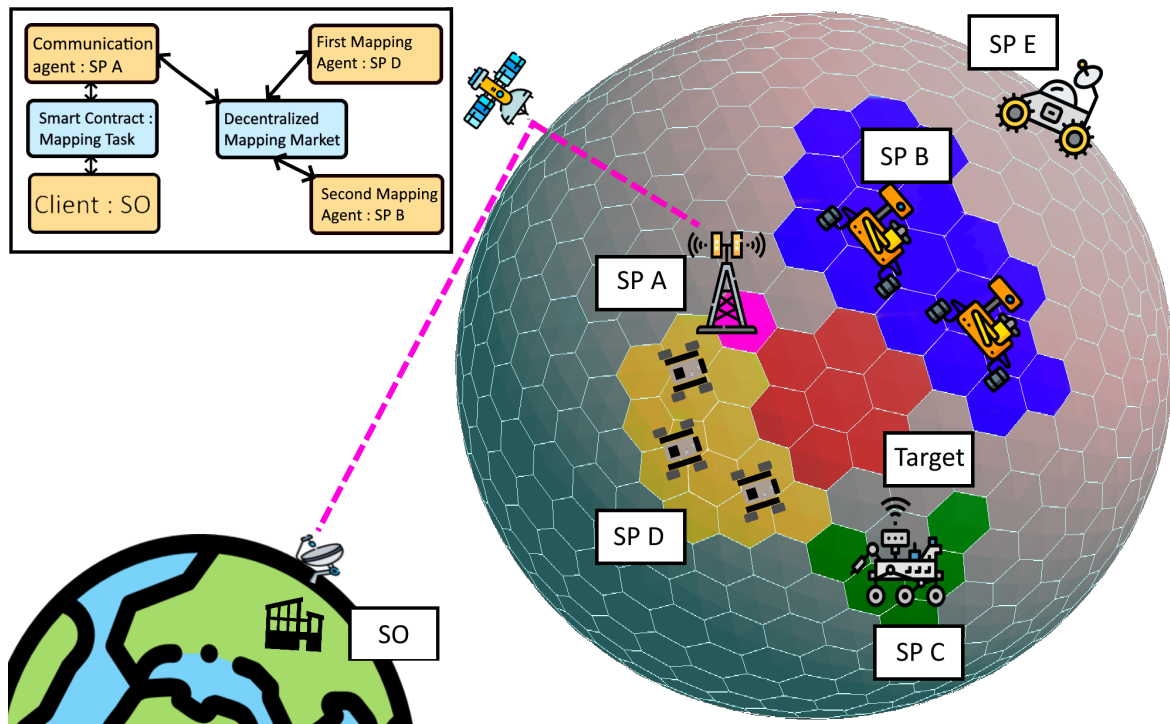 Communication
agent : SP A
First Mapping
Agent : SP D
Smart Contract :
Mapping Task
Decentralized
Mapping Market
Client : SO
Second Mapping
Agent : SP B
SP E
SP B
SP A
Target
SP D
SO
SP C